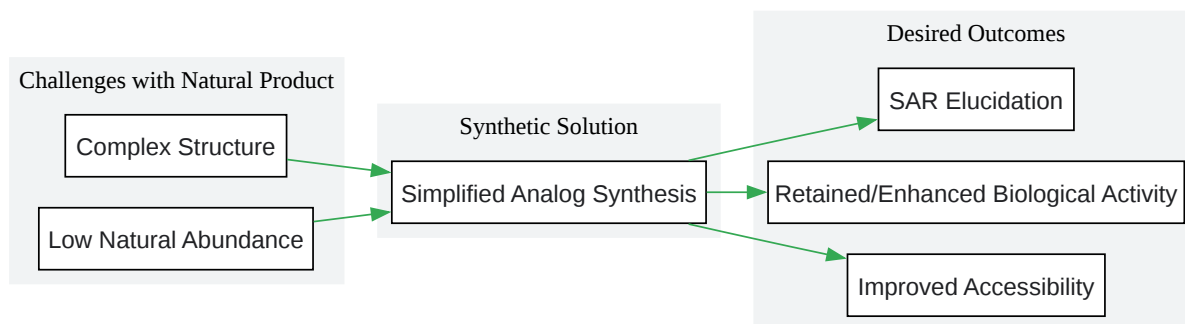 Challenges with Natural Product
Complex Structure
Low Natural Abundance
Synthetic Solution
Simplified Analog Synthesis
Desired Outcomes
SAR Elucidation
Retained/Enhanced Biological Activity
Improved Accessibility